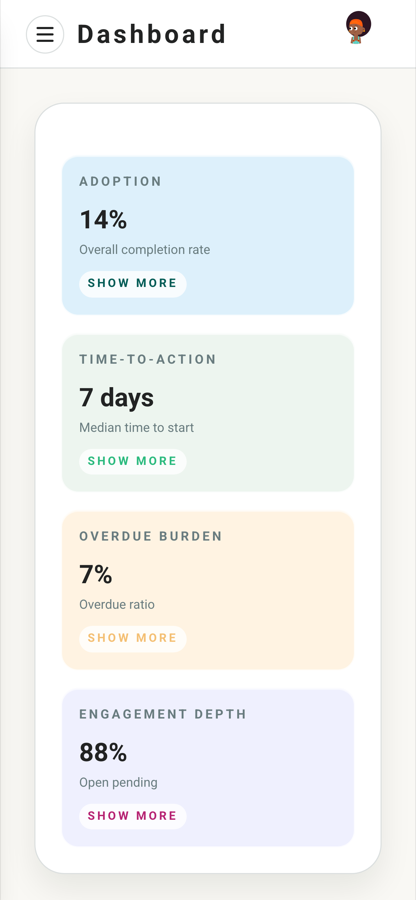 Dashboard
ADOPTION
14%
Overall completion rate
SHOW MORE
TIME-TO-ACTION
7 days
Median time to start
SHOW MORE
OVERDUE BURDEN
7%
Overdue ratio
SHOW MORE
ENGAGEMENT DEPTH
88%
Open pending
SHOW MORE